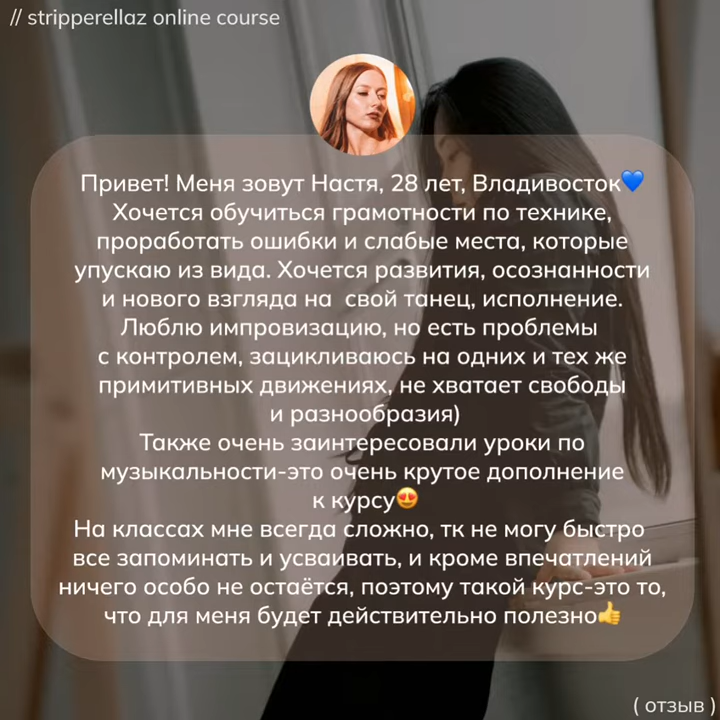 // stripperellaz online course
Привет! Меня зовут Настя, 28 лет, Владивосток💙
Хочется обучиться грамотности по технике,
проработать ошибки и слабые места, которые
упускаю из вида. Хочется развития, осознанности
и нового взгляда на свой танец, исполнение.
Люблю импровизацию, но есть проблемы
с контролем, зацикливаюсь на одних и тех же
примитивных движениях, не хватает свободы
и разнообразия)
Также очень заинтересовали уроки по
музыкальности-это очень крутое дополнение
к курсу😍
На классах мне всегда сложно, тк не могу быстро
все запоминать и усваивать, и кроме впечатлений
ничего особо не остаётся, поэтому такой курс-это то,
что для меня будет действительно полезно👍
( отзыв )